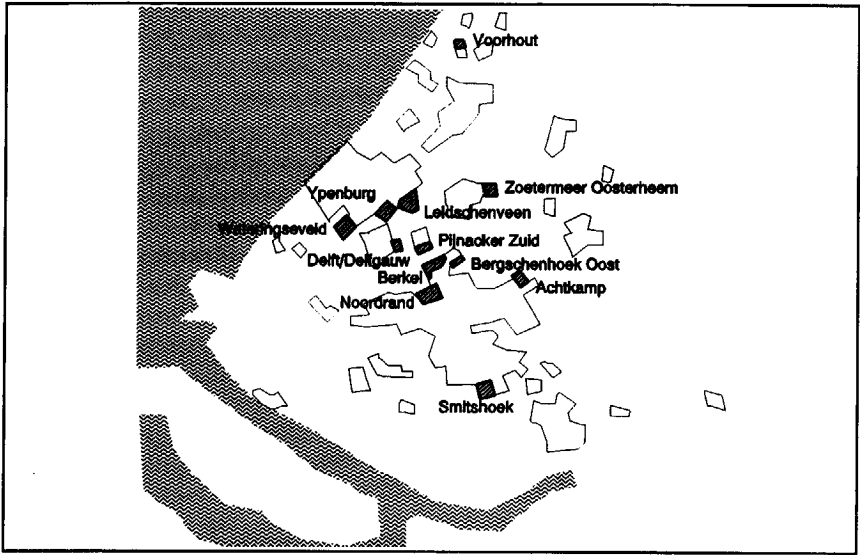 Voorhout
Zoetermeer Oosterheem
Ypenburg
Leidschenveen
Wateringseveld
Pijnacker Zuid
Delft/Delfgauw
Bergschenhoek Oost
Berkel
Achtkamp
Noordrand
Smitshoek